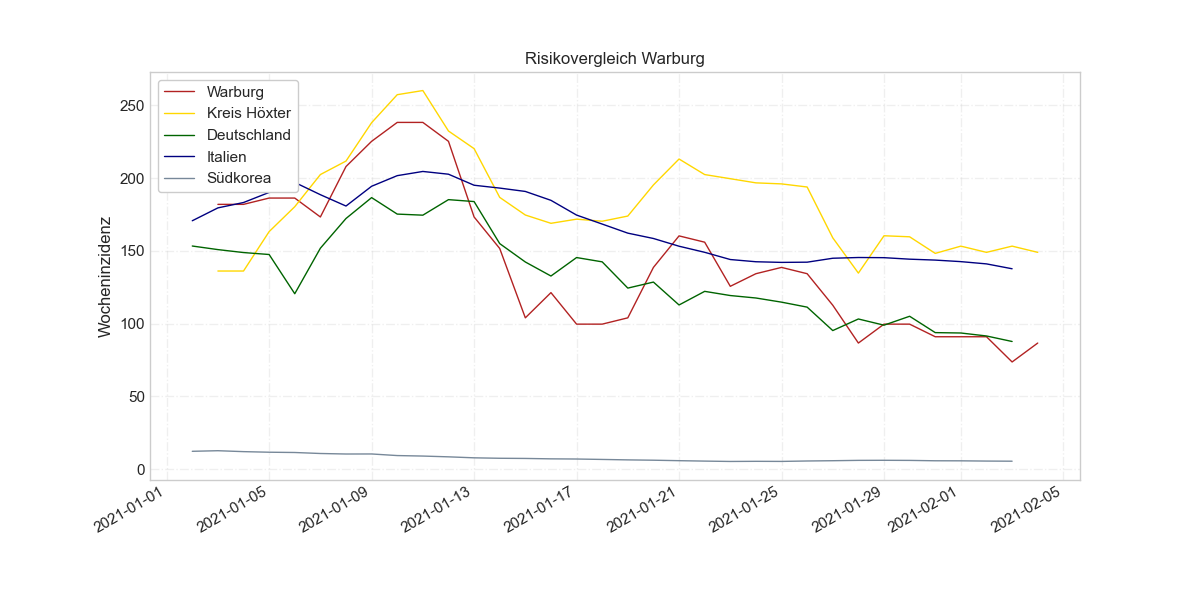 Risikovergleich Warburg
Warburg
Kreis Höxter
Deutschland
Italien
Südkorea
Wocheninzidenz
250
200
150
100
50
0
2021-01-01
2021-01-05
2021-01-09
2021-01-13
2021-01-17
2021-01-21
2021-01-25
2021-01-29
2021-02-01
2021-02-05